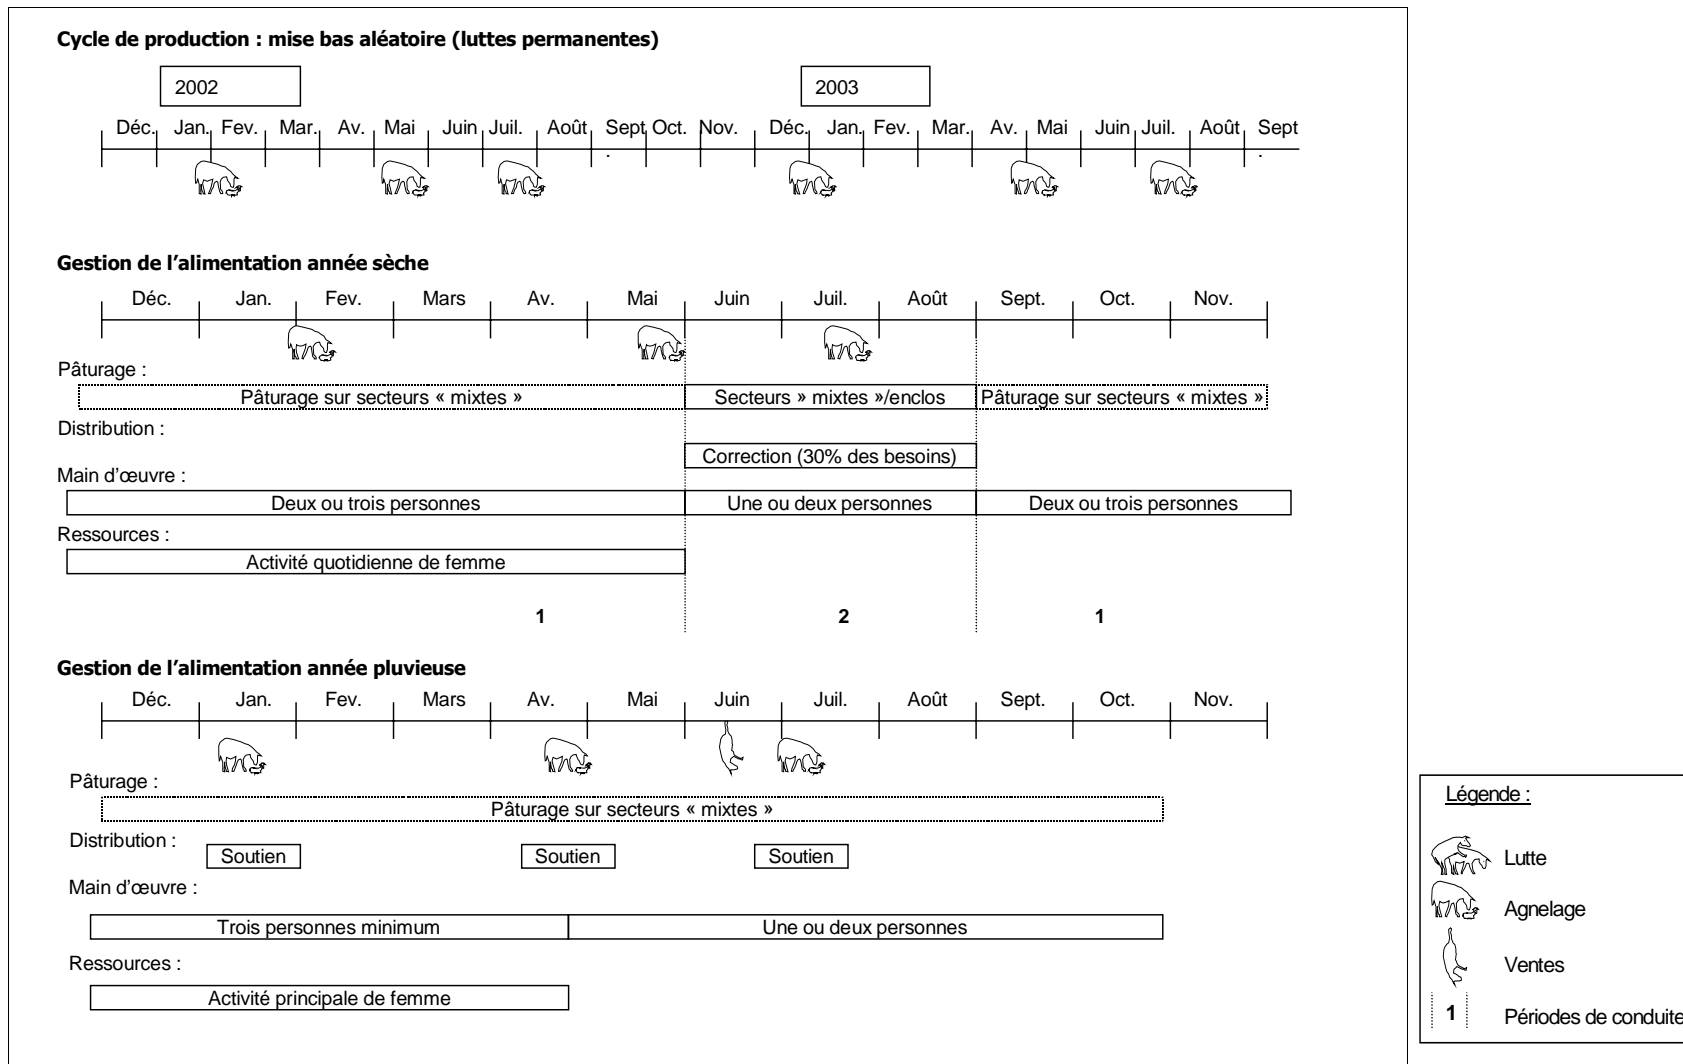 Cycle de production : mise bas aléatoire (luttes permanentes)
2002 2003
Déc. Jan. Fev. Mar. Av. Mai Juin Juil. Août Sept. Oct. Nov. Déc. Jan. Fev. Mar. Av. Mai Juin Juil. Août Sept.
Gestion de l'alimentation année sèche
Déc. Jan. Fev. Mars Av. Mai Juin Juil. Août Sept. Oct. Nov.
Pâturage :
Pâturage sur secteurs « mixtes » Secteurs » mixtes »/enclos Pâturage sur secteurs « mixtes »
Distribution :
Correction (30% des besoins)
Main d'œuvre :
Deux ou trois personnes Une ou deux personnes Deux ou trois personnes
Ressources :
Activité quotidienne de femme
1 2 1
Gestion de l'alimentation année pluvieuse
Déc. Jan. Fev. Mars Av. Mai Juin Juil. Août Sept. Oct. Nov.
Pâturage :
Pâturage sur secteurs « mixtes »
Distribution :
Soutien Soutien Soutien
Main d'œuvre :
Trois personnes minimum Une ou deux personnes
Ressources :
Activité principale de femme
Légende :
Lutte
Agnelage
Ventes
1 Périodes de conduite